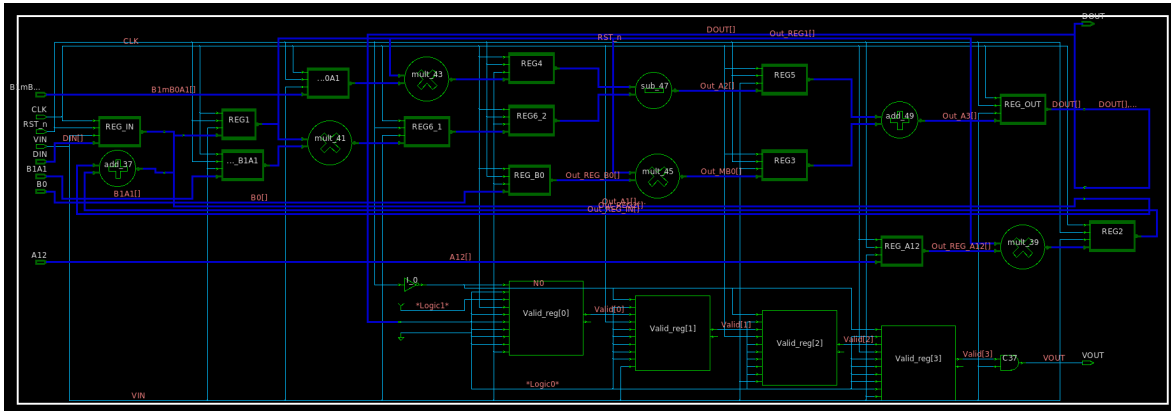 DOUT
DOUT[]
Out_REG1[]
CLK
RST_n
REG4
...0A1
mult_43
REG5
B1mB...
B1mB0A1[]
sub_47
Out_A2[]
REG_OUT
DOUT[]
DOUT[],...
CLK
RST_n
REG_IN
REG1
REG6_1
REG6_2
add_49
Out_A3[]
VIN
DIN[]
mult_41
DIN
add_37
..._B1A1
REG3
B1A1
REG_B0
Out_REG_B0[]
mult_45
Out_MB0[]
B0
B1A1[]
B0[]
Out_A1[]
Out_REG_IN[]
REG2
REG_A12
Out_REG_A12[]
mult_39
A12
A12[]
I_0
N0
*Logic1*
Valid_reg[0]
Valid[0]
Valid_reg[1]
Valid[1]
Valid_reg[2]
Valid[2]
Valid_reg[3]
Valid[3]
C37
VOUT
VOUT
*Logic0*
VIN